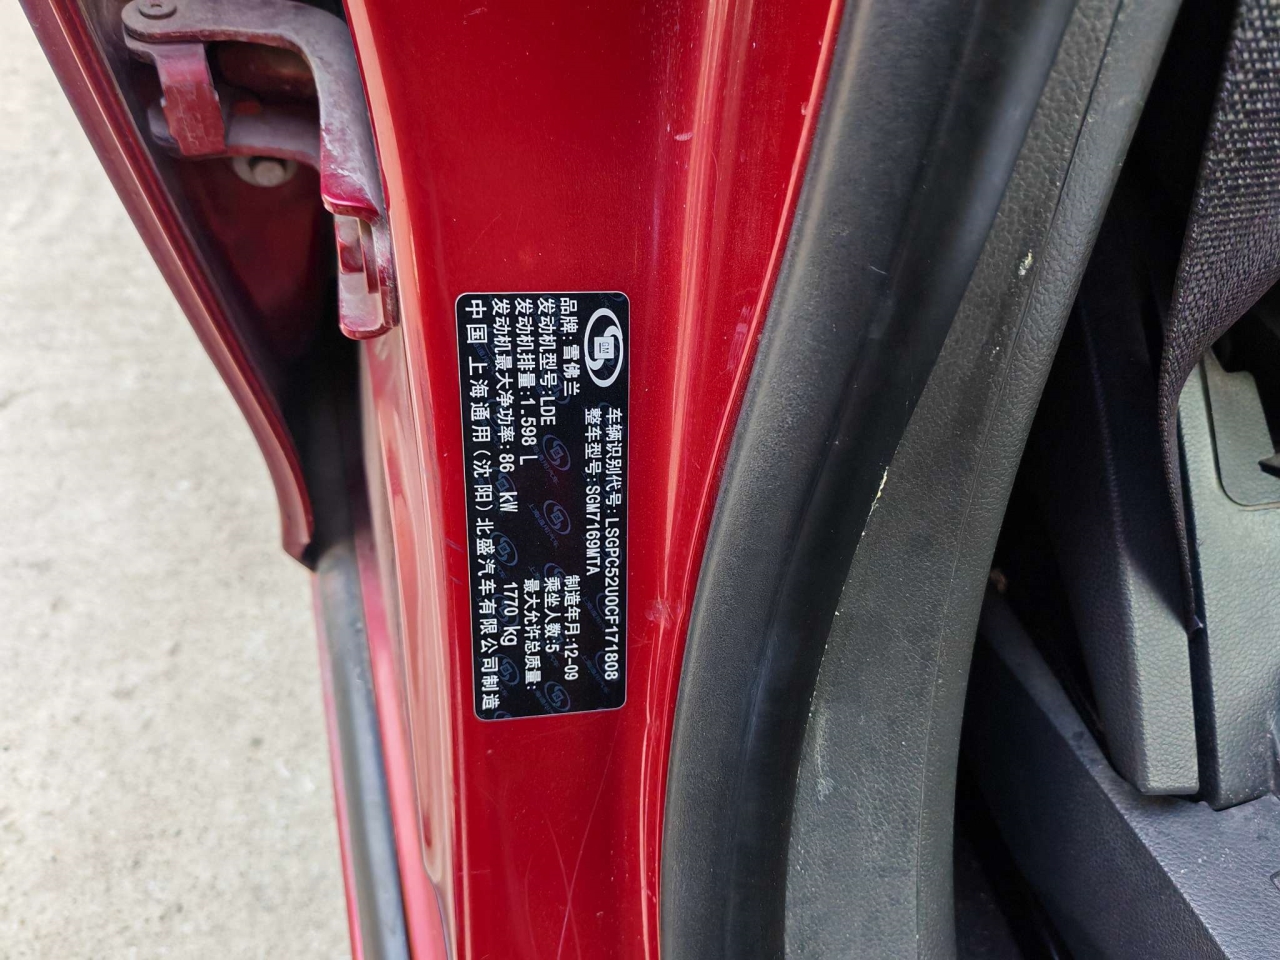 GM
车辆识别代号:LSGPC52U0CF171808
整车型号:SGM7169MTA
品牌:雪佛兰
制造年月:12-09
发动机型号:LDE
乘坐人数:5
发动机排量:1.598 L
最大允许总质量:
发动机最大净功率:86 kW
1770 kg
中国 上海通用(沈阳)北盛汽车有限公司制造